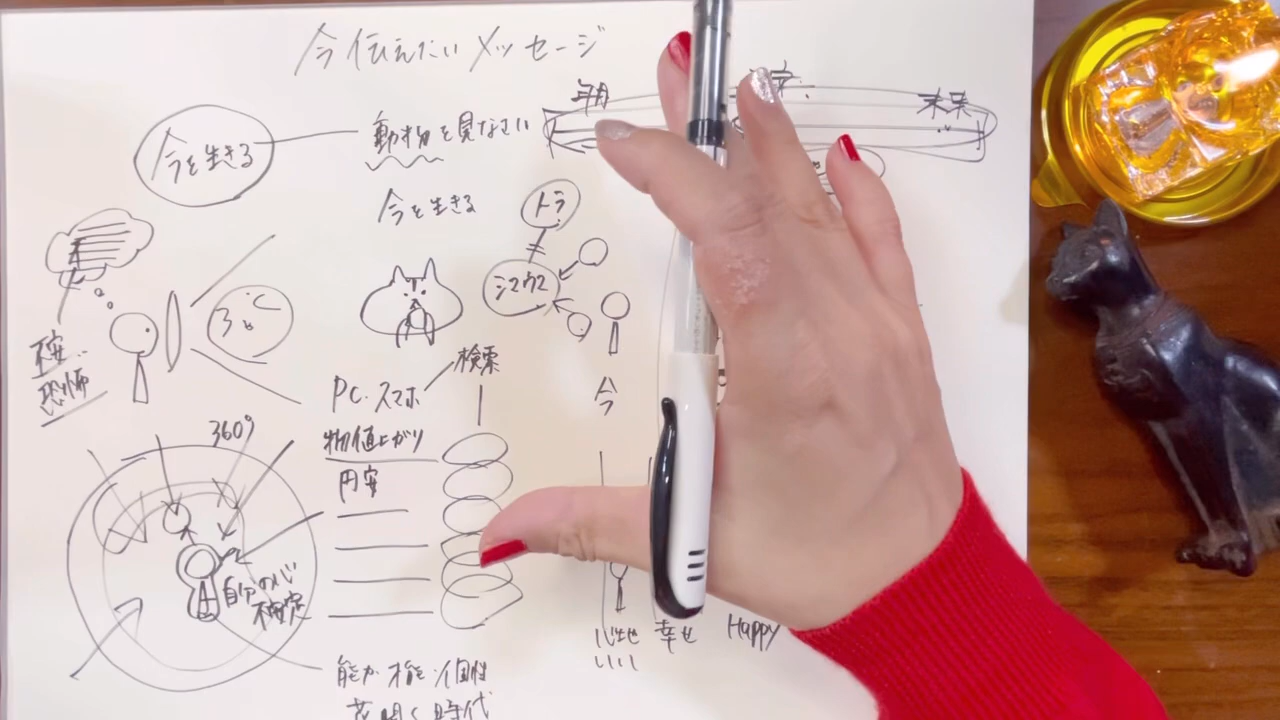 今伝えたいメッセージ
今を生きる
動物を見なさい
今を生きる
トラ
シマウマ
未来
不安
恐怖
PC.スマホ
検索
今
360°
物価上がり
円安
自分の心
心地いい
幸せ
Happy
能力 才能 個性
花開く時代